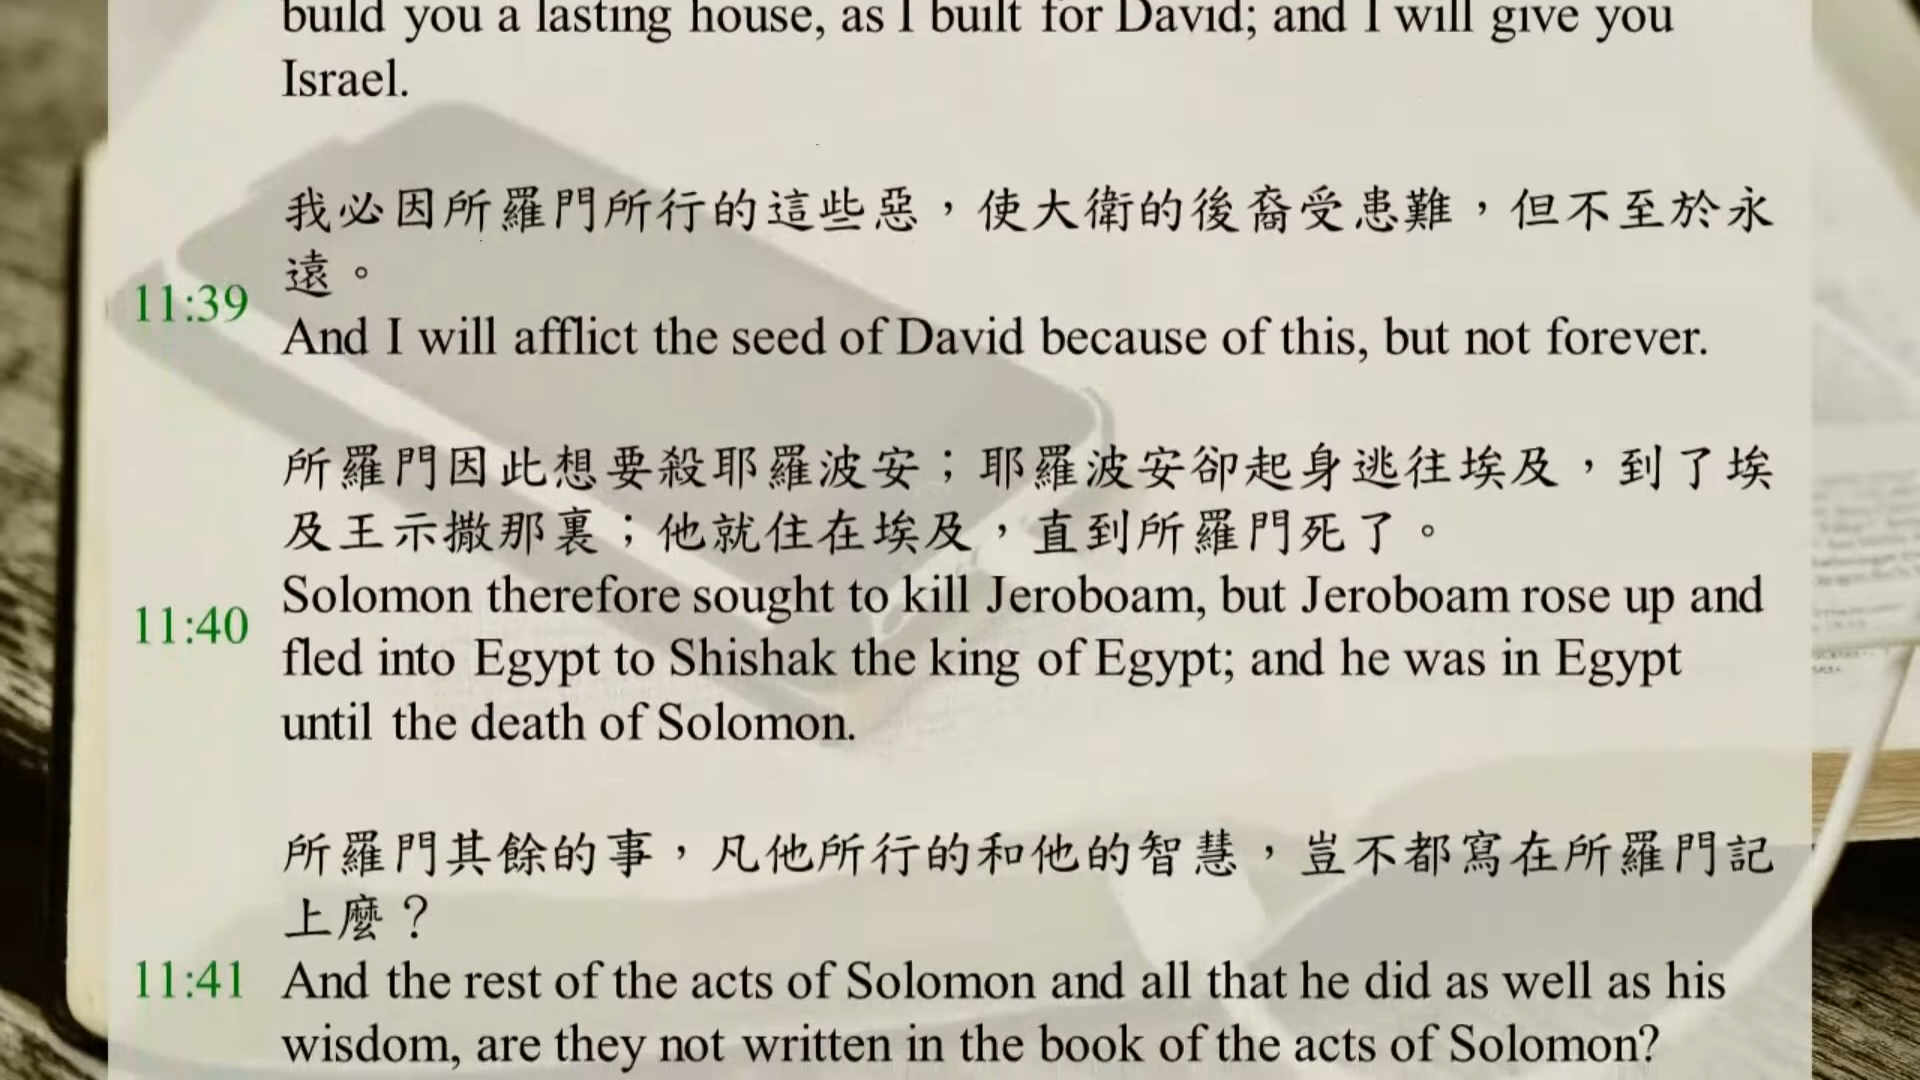 build you a lasting house, as I built for David; and I will give you
Israel.
我必因所羅門所行的這些惡，使大衛的後裔受患難，但不至於永
遠。
11:39
And I will afflict the seed of David because of this, but not forever.
所羅門因此想要殺耶羅波安；耶羅波安卻起身逃往埃及，到了埃
及王示撒那裏；他就住在埃及，直到所羅門死了。
11:40
Solomon therefore sought to kill Jeroboam, but Jeroboam rose up and
fled into Egypt to Shishak the king of Egypt; and he was in Egypt
until the death of Solomon.
所羅門其餘的事，凡他所行的和他的智慧，豈不都寫在所羅門記
上麼？
11:41
And the rest of the acts of Solomon and all that he did as well as his
wisdom, are they not written in the book of the acts of Solomon?